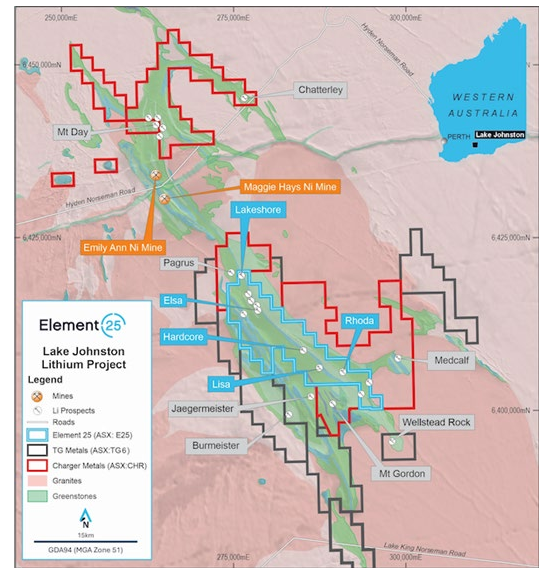 275,000mE
300,000mE
6,450,000mN
Hyden Norseman Road
Chatterley
WESTERN
AUSTRALIA
PERTH
Lake Johnston
Mt Day
Maggie Hays Ni Mine
Hyden Norseman Road
Lakeshore
6,425,000mN
6,425,000mN
Emily Ann Ni Mine
Pagrus
Elsa
Rhoda
Hardcore
Medcalf
Lisa
6,400,000mN
Jaegermeister
Wellstead Rock
Burmeister
Mt Gordon
Element 25
Lake Johnston
Lithium Project
Legend
Mines
Li Prospects
Roads
Element 25 (ASX: E25)
TG Metals (ASX:TG6)
Charger Metals (ASX:CHR)
Granites
Greenstones
N
15km
GDA94 (MGA Zone 51)
Lake King Norseman Road
275,000mE
300,000mE